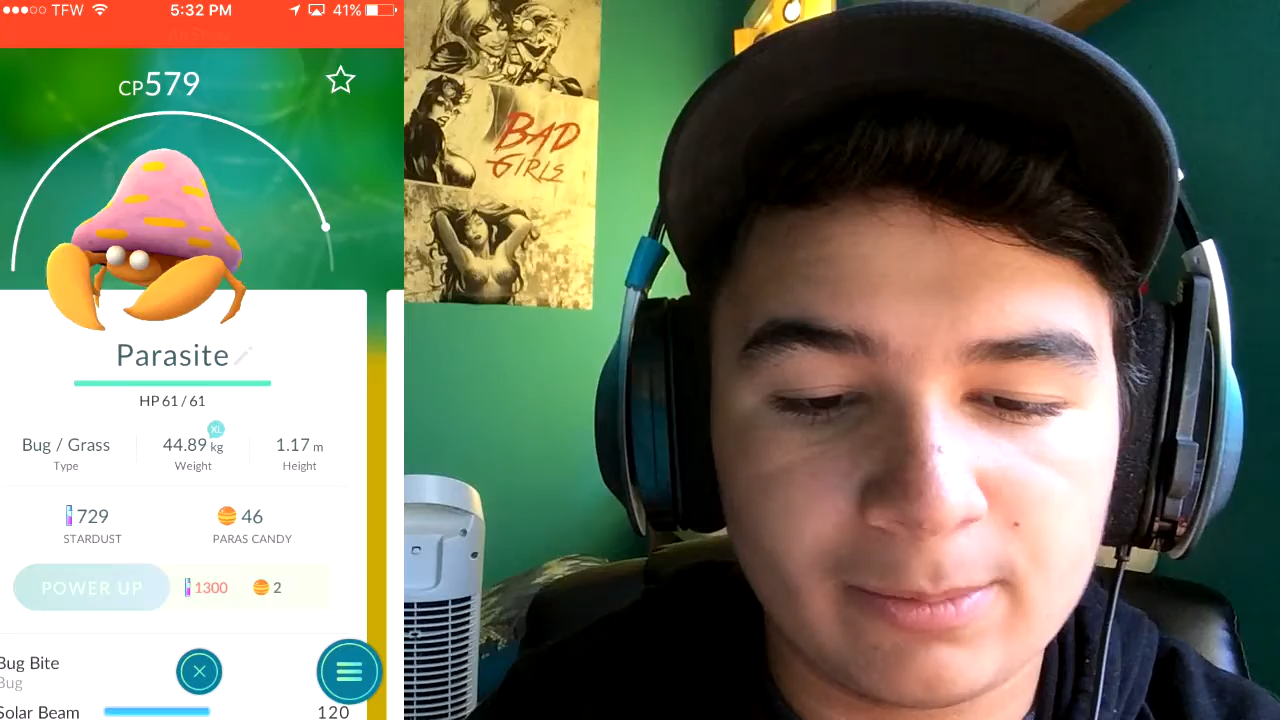 TFW 5:32 PM 41%
CP579
Parasite
HP 61 / 61
XL
Bug / Grass 44.89 kg 1.17 m
Type Weight Height
729 46
STARDUST PARAS CANDY
POWER UP 1300 2
Bug Bite
Bug
Solar Beam 120
BAD
GIRLS